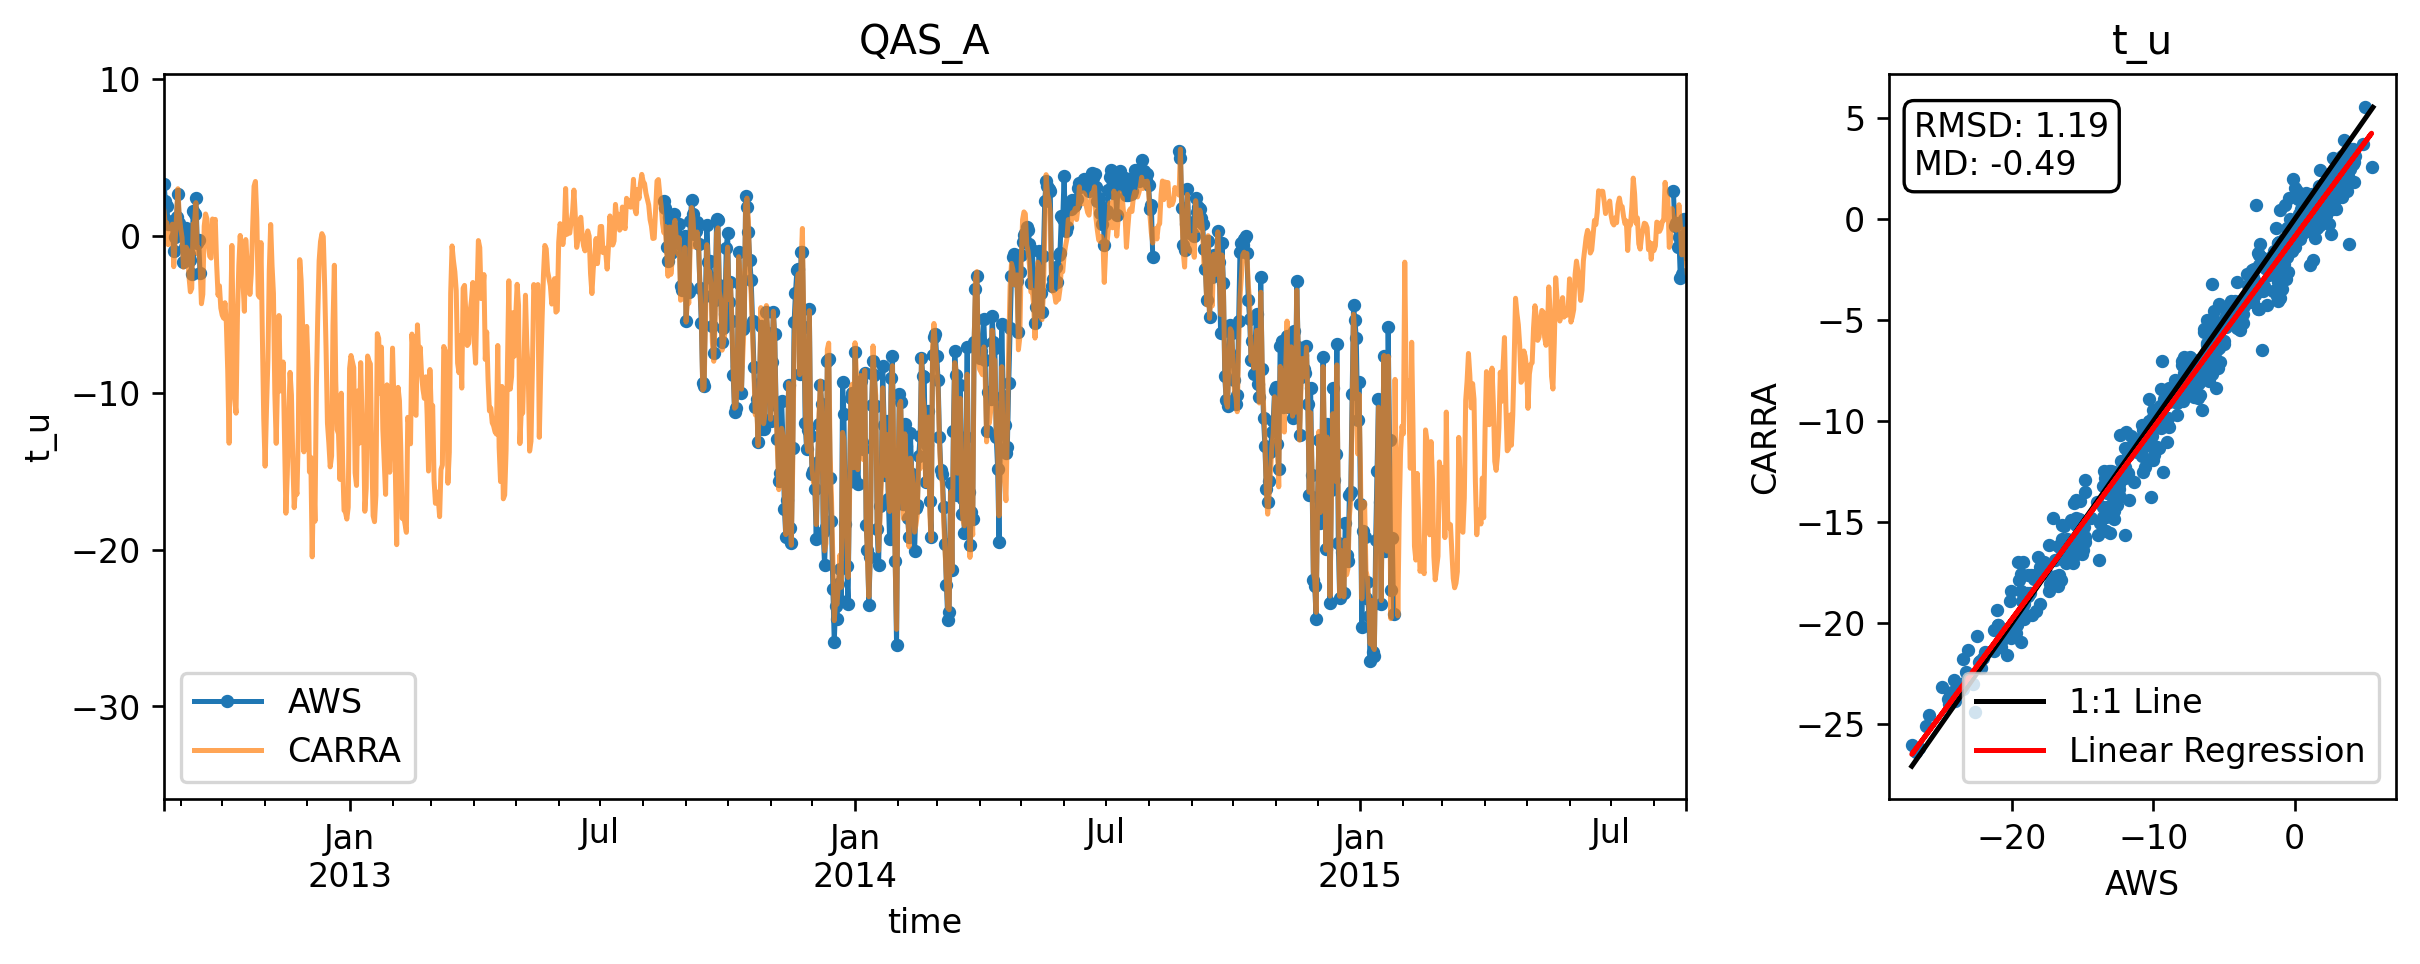 QAS_A
t_u
10
0
−10
−20
−30
t_u
AWS
CARRA
Jan
2013
Jul
Jan
2014
Jul
Jan
2015
Jul
time
t_u
RMSD: 1.19
MD: -0.49
5
0
−5
−10
−15
−20
−25
CARRA
1:1 Line
Linear Regression
−20
−10
0
AWS